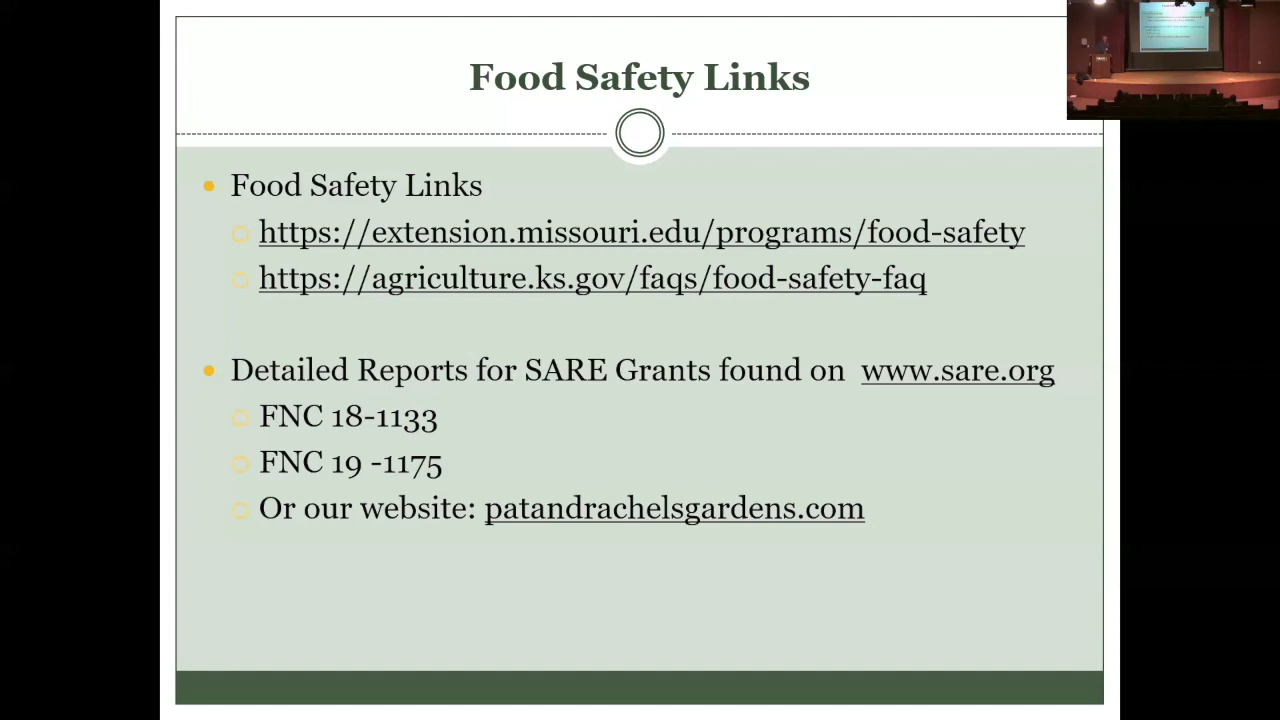 Food Safety Links
Food Safety Links
https://extension.missouri.edu/programs/food-safety
https://agriculture.ks.gov/faqs/food-safety-faq
Detailed Reports for SARE Grants found on www.sare.org
FNC 18-1133
FNC 19 -1175
Or our website: patandrachelsgardens.com